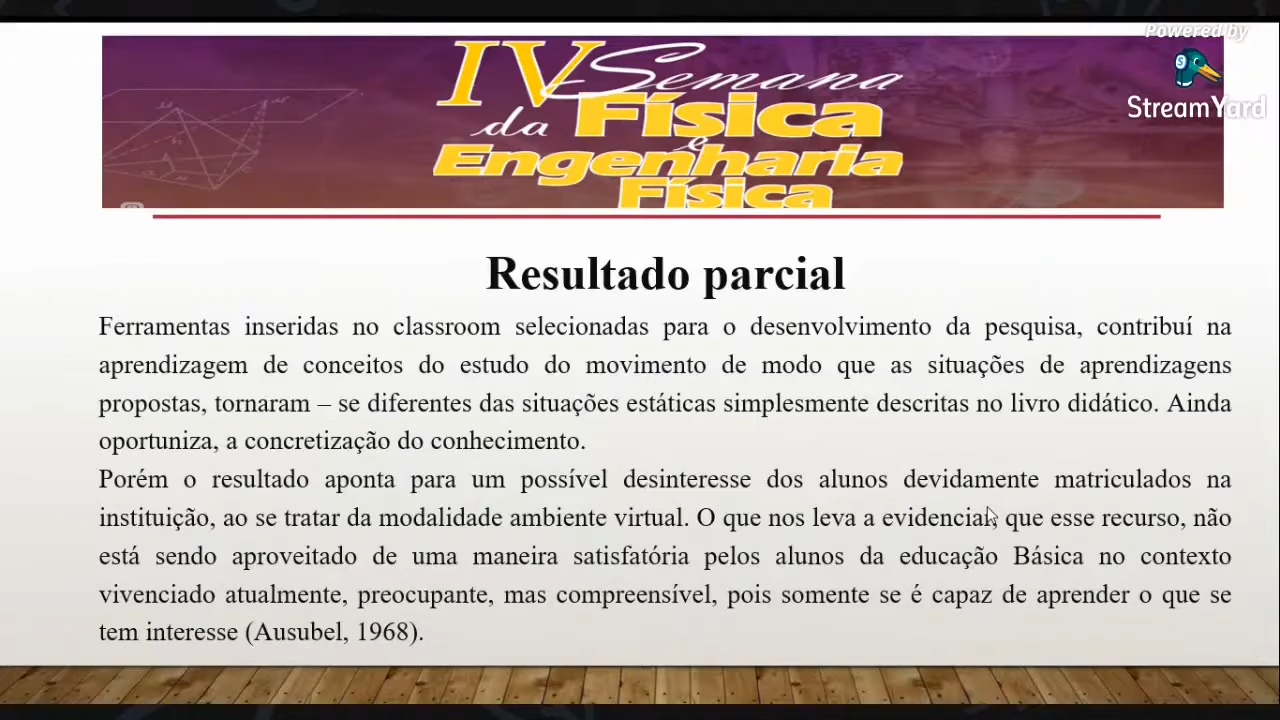 Powered by
StreamYard
IV Semana
da Física
e
Engenharia
Física
Resultado parcial
Ferramentas inseridas no classroom selecionadas para o desenvolvimento da pesquisa, contribuí na
aprendizagem de conceitos do estudo do movimento de modo que as situações de aprendizagens
propostas, tornaram – se diferentes das situações estáticas simplesmente descritas no livro didático. Ainda
oportuniza, a concretização do conhecimento.
Porém o resultado aponta para um possível desinteresse dos alunos devidamente matriculados na
instituição, ao se tratar da modalidade ambiente virtual. O que nos leva a evidenciar, que esse recurso, não
está sendo aproveitado de uma maneira satisfatória pelos alunos da educação Básica no contexto
vivenciado atualmente, preocupante, mas compreensível, pois somente se é capaz de aprender o que se
tem interesse (Ausubel, 1968).